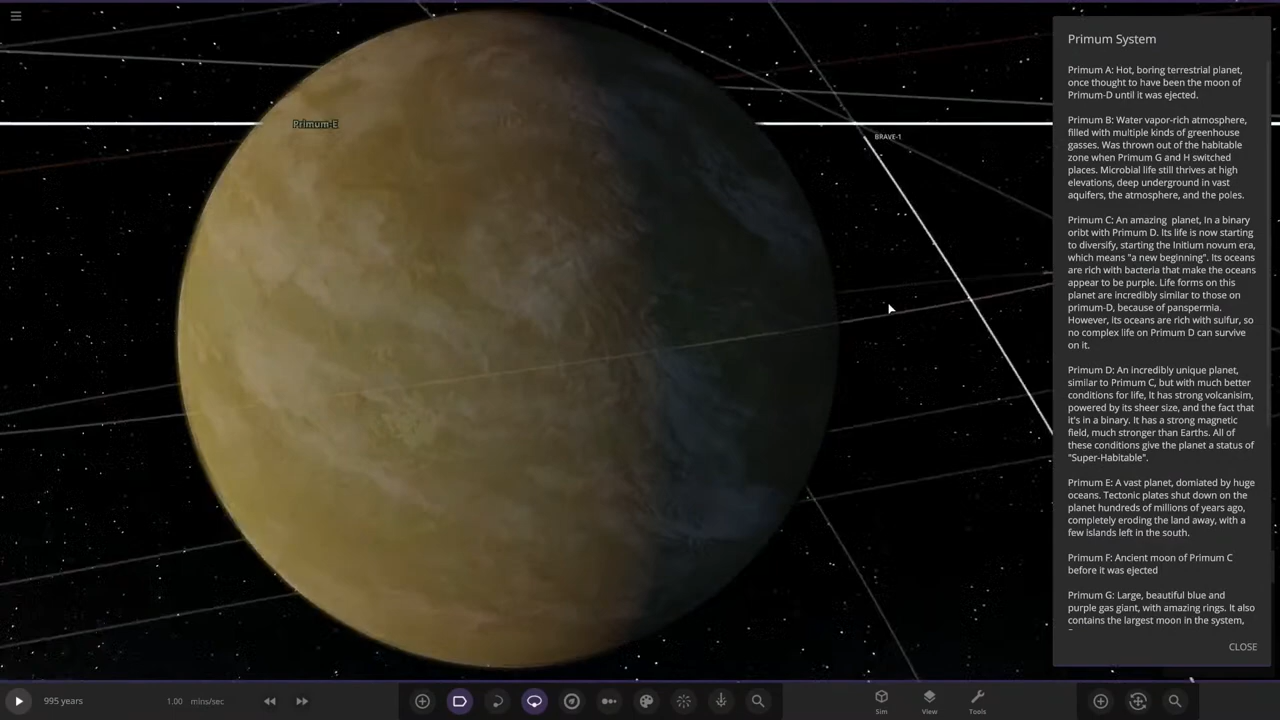 Primum System
Primum A: Hot, boring terrestrial planet,
once thought to have been the moon of
Primum-D until it was ejected.
Primum B: Water vapor-rich atmosphere,
filled with multiple kinds of greenhouse
gasses. Was thrown out of the habitable
zone when Primum G and H switched
places. Microbial life still thrives at high
elevations, deep underground in vast
aquifers, the atmosphere, and the poles.
Primum C: An amazing planet, In a binary
oribt with Primum D. Its life is now starting
to diversify, starting the Initium novum era,
which means "a new beginning". Its oceans
are rich with bacteria that make the oceans
appear to be purple. Life forms on this
planet are incredibly similar to those on
primum-D, because of panspermia.
However, its oceans are rich with sulfur, so
no complex life on Primum D can survive
on it.
Primum D: An incredibly unique planet,
similar to Primum C, but with much better
conditions for life, It has strong volcanisim,
powered by its sheer size, and the fact that
it's in a binary. It has a strong magnetic
field, much stronger than Earths. All of
these conditions give the planet a status of
"Super-Habitable".
Primum E: A vast planet, domiated by huge
oceans. Tectonic plates shut down on the
planet hundreds of millions of years ago,
completely eroding the land away, with a
few islands left in the south.
Primum F: Ancient moon of Primum C
before it was ejected
Primum G: Large, beautiful blue and
purple gas giant, with amazing rings. It also
contains the largest moon in the system,
CLOSE
Primum-E
BRAVE-1
995 years
1.00 mins/sec
Sim
View
Tools